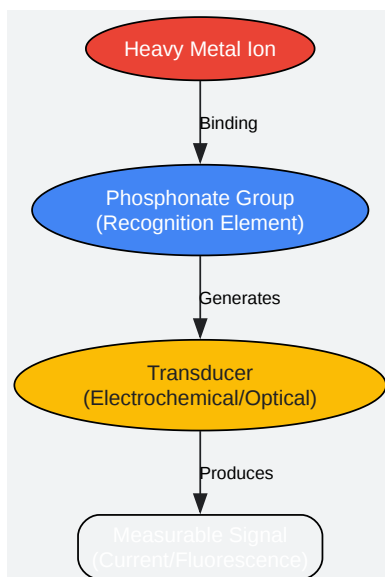 Heavy Metal Ion
Binding
Phosphonate Group
(Recognition Element)
Generates
Transducer
(Electrochemical/Optical)
Produces
Measurable Signal
(Current/Fluorescence)